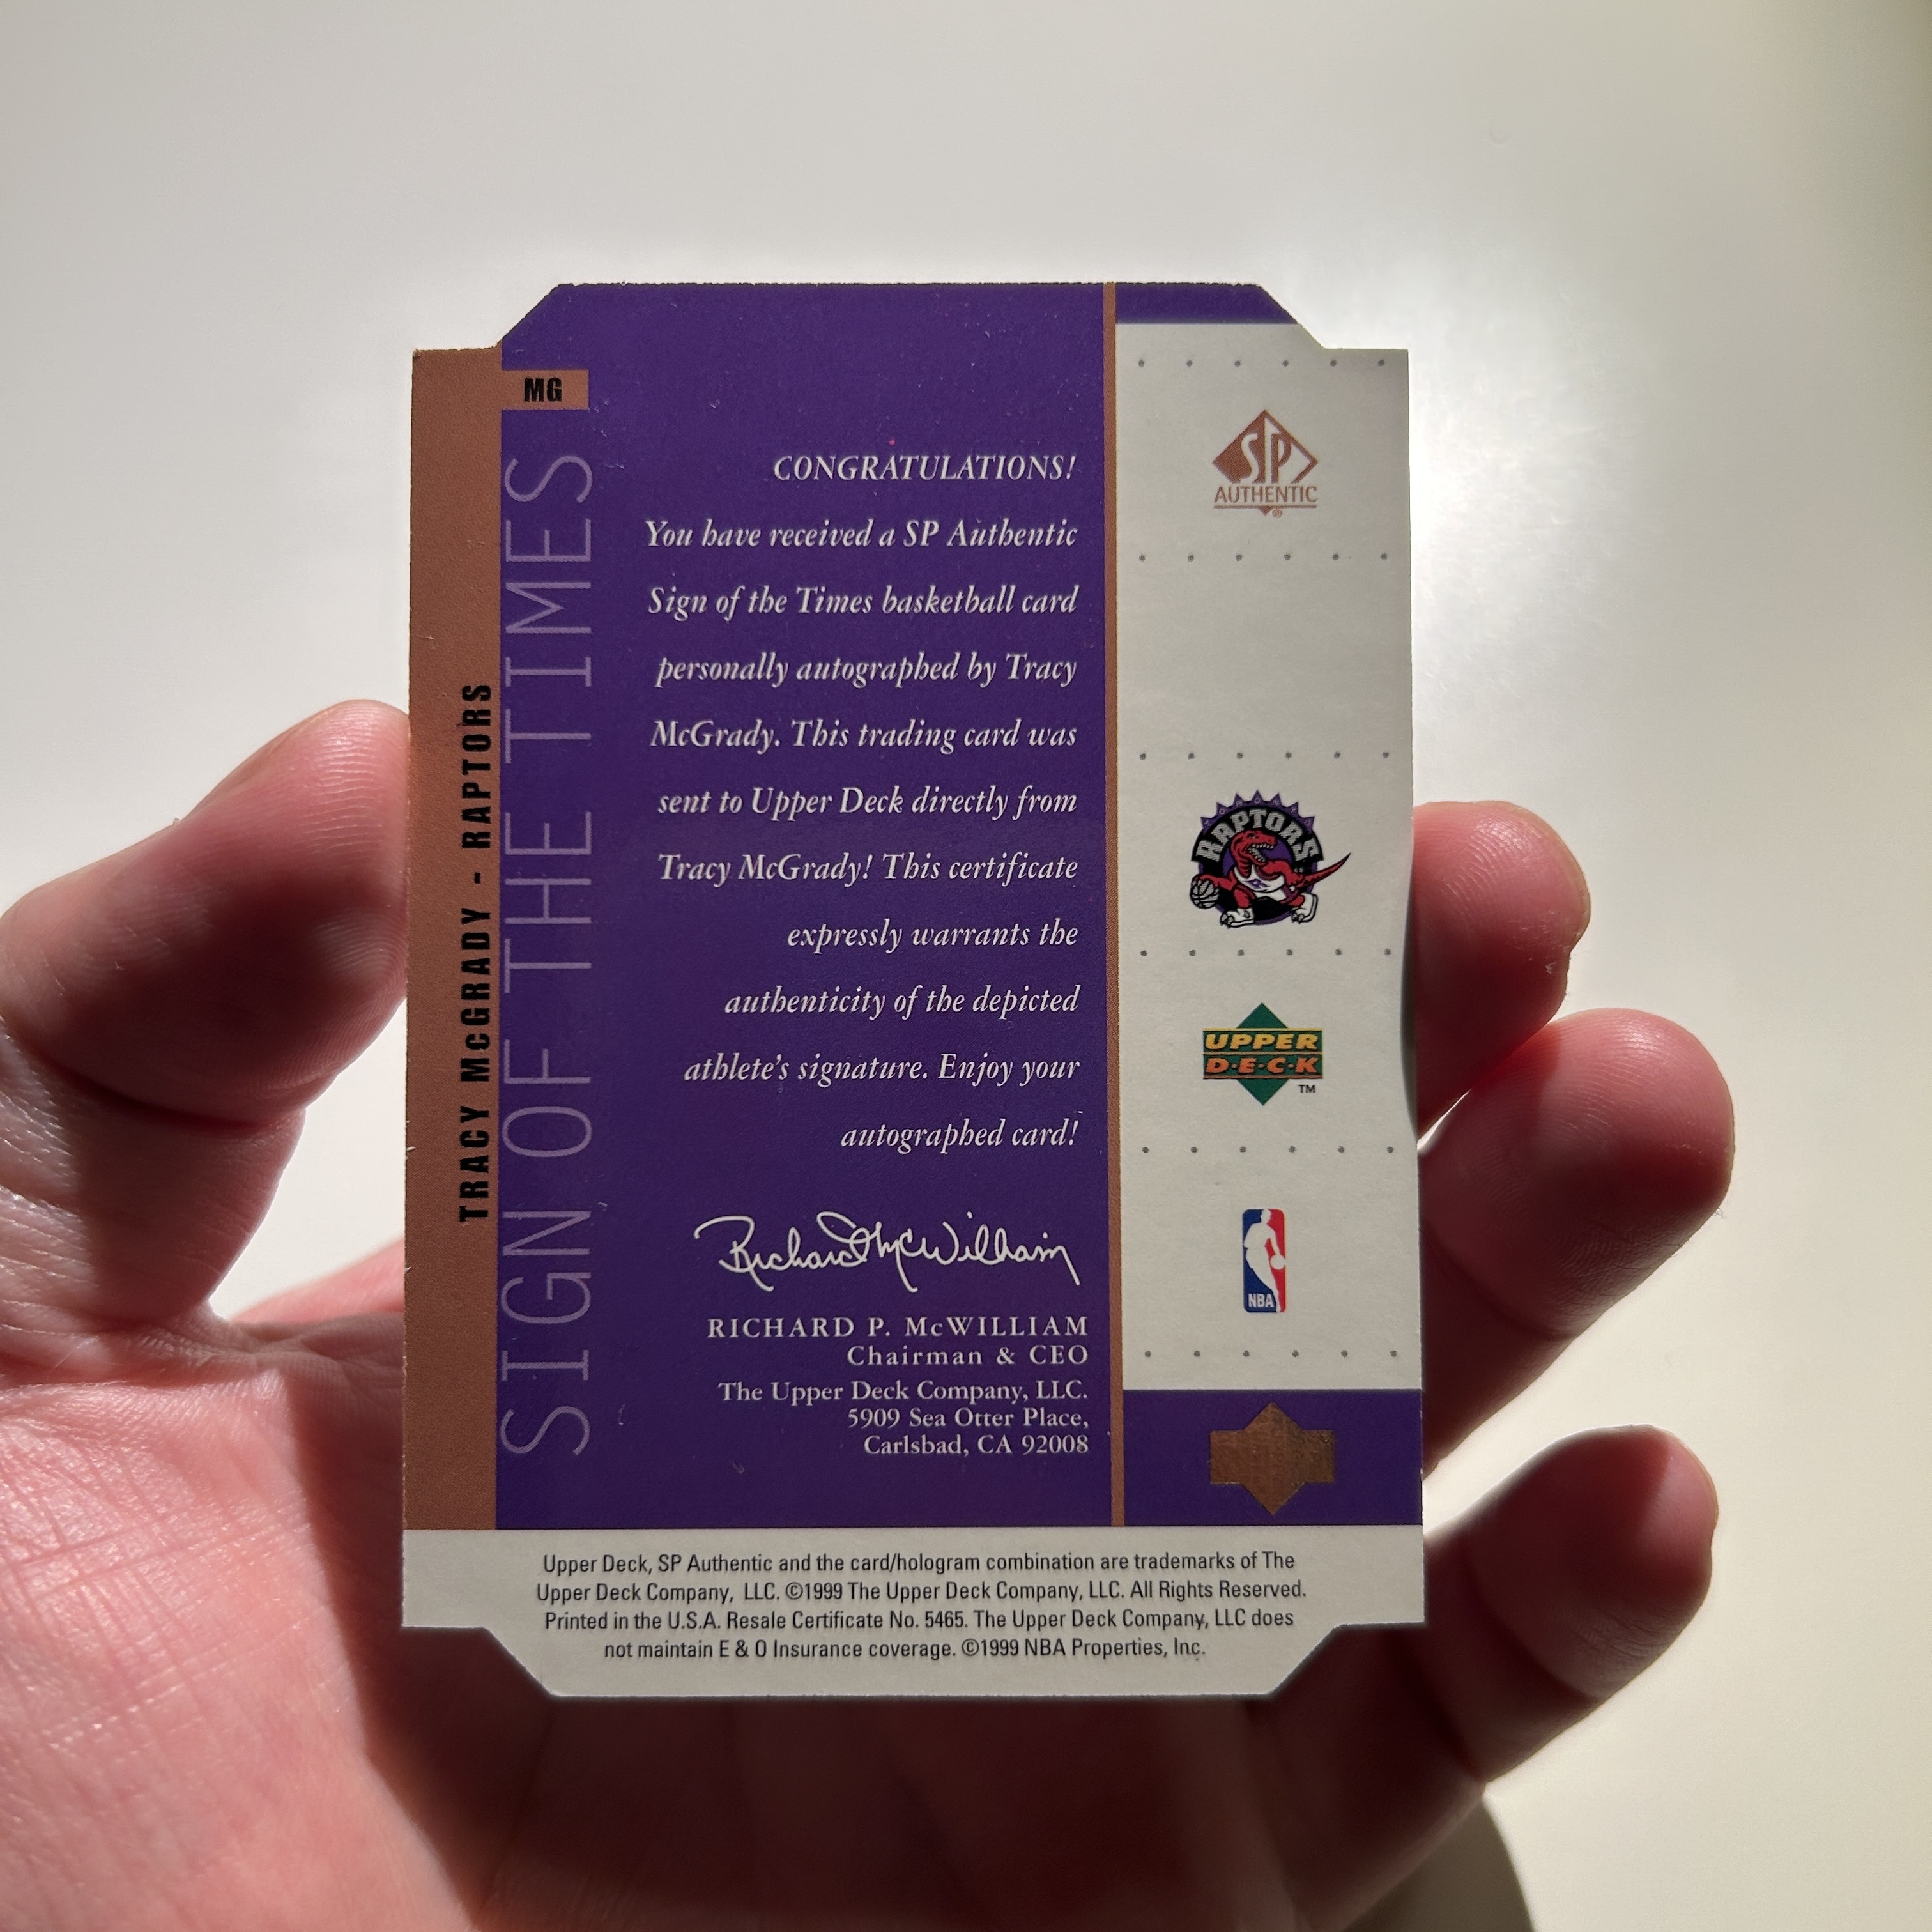 MG
TRACY McGRADY - RAPTORS
SIGN OF THE TIMES
CONGRATULATIONS!
You have received a SP Authentic
Sign of the Times basketball card
personally autographed by Tracy
McGrady. This trading card was
sent to Upper Deck directly from
Tracy McGrady! This certificate
expressly warrants the
authenticity of the depicted
athlete's signature. Enjoy your
autographed card!
Richard McWilliam
RICHARD P. McWILLIAM
Chairman & CEO
The Upper Deck Company, LLC.
5909 Sea Otter Place,
Carlsbad, CA 92008
SP
AUTHENTIC
RAPTORS
UPPER
D·E·C·K
TM
NBA
Upper Deck, SP Authentic and the card/hologram combination are trademarks of The
Upper Deck Company, LLC. ©1999 The Upper Deck Company, LLC. All Rights Reserved.
Printed in the U.S.A. Resale Certificate No. 5465. The Upper Deck Company, LLC does
not maintain E & O Insurance coverage. ©1999 NBA Properties, Inc.